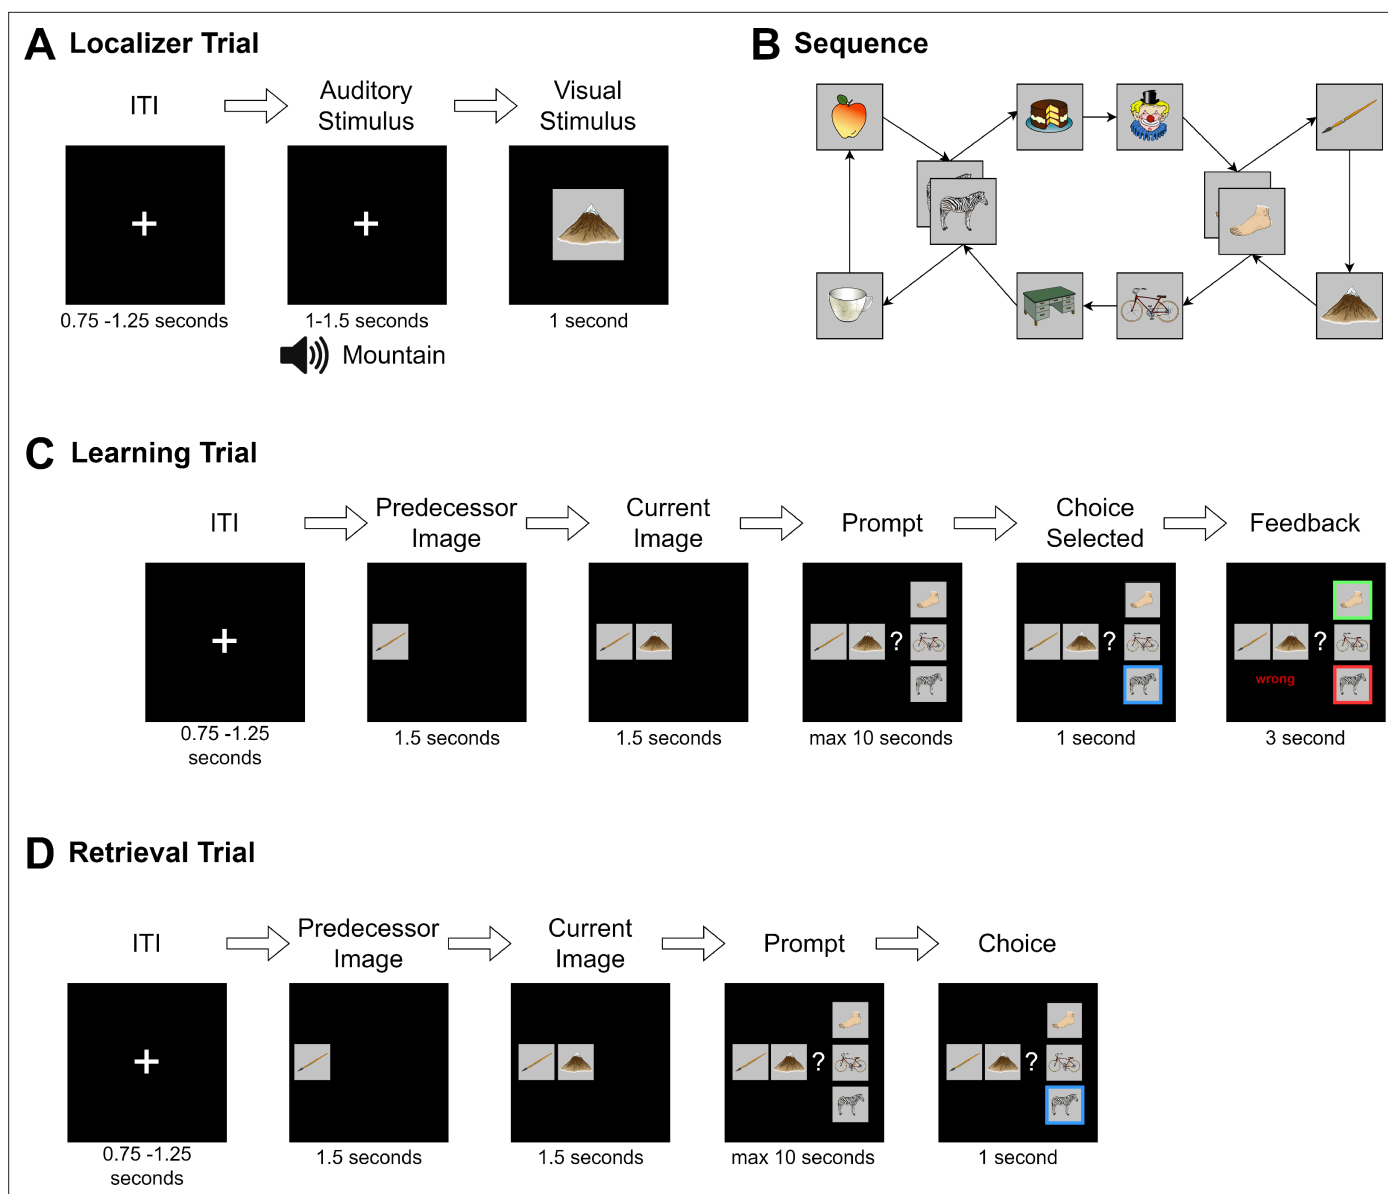 A Localizer Trial
ITI
Auditory
Stimulus
Visual
Stimulus
0.75 -1.25 seconds
1-1.5 seconds
1 second
Mountain
B Sequence
C Learning Trial
ITI
Predecessor
Image
Current
Image
Prompt
Choice
Selected
Feedback
?
?
?
wrong
0.75 -1.25
seconds
1.5 seconds
1.5 seconds
max 10 seconds
1 second
3 second
D Retrieval Trial
ITI
Predecessor
Image
Current
Image
Prompt
Choice
?
?
0.75 -1.25
seconds
1.5 seconds
1.5 seconds
max 10 seconds
1 second